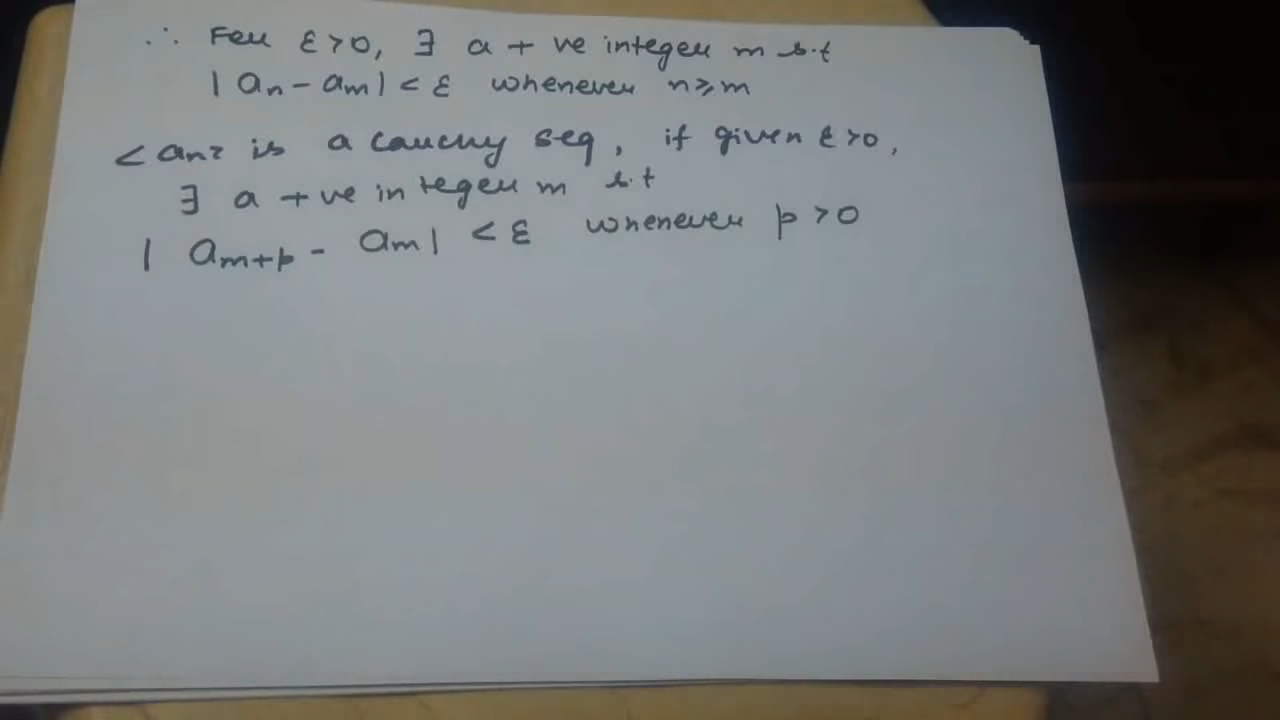 ∴ For ε>0, ∃ a +ve integer m s.t
|an - am| < ε whenever n≥m
<an> is a cauchy seq, if given ε>0,
∃ a +ve integer m s.t
| am+p - am| < ε whenever p>0